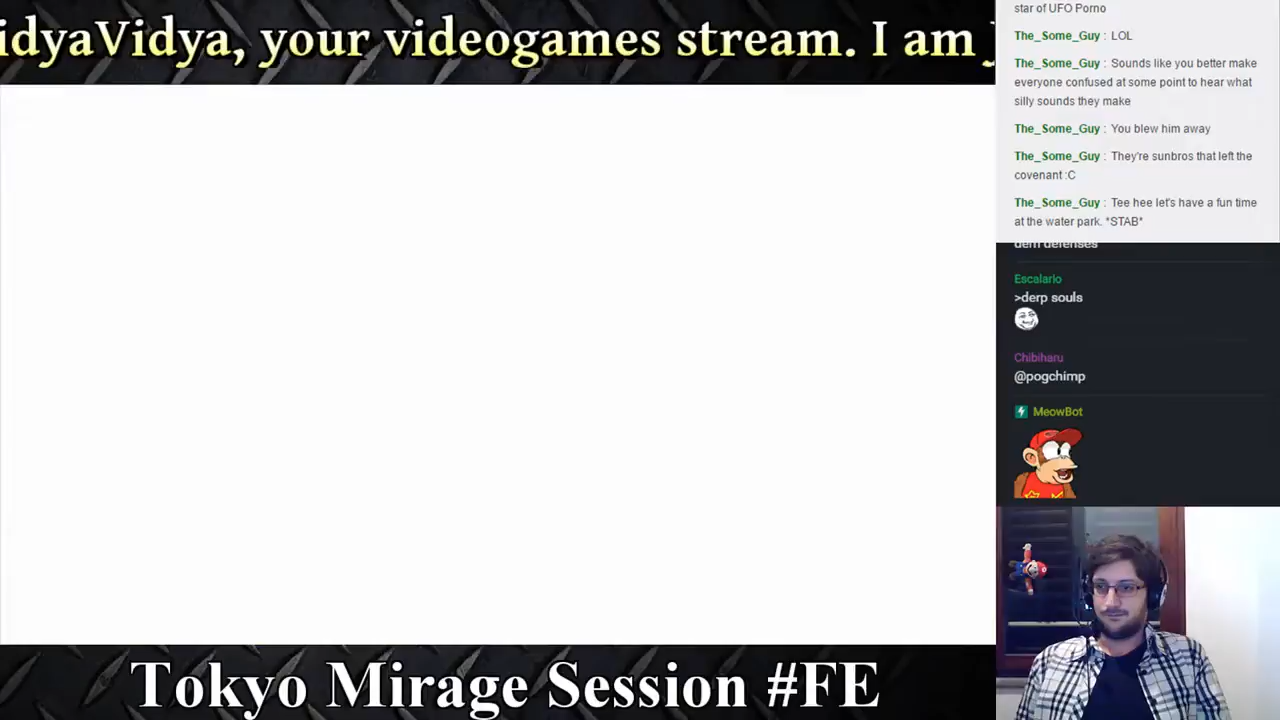 idyaVidya, your videogames stream. I am J
star of UFO Porno
The_Some_Guy : LOL
The_Some_Guy : Sounds like you better make
everyone confused at some point to hear what
silly sounds they make
The_Some_Guy : You blew him away
The_Some_Guy : They're sunbros that left the
covenant :C
The_Some_Guy : Tee hee let's have a fun time
at the water park. *STAB*
dem defenses
Escalario
>derp souls
Chibiharu
@pogchimp
MeowBot
Tokyo Mirage Session #FE